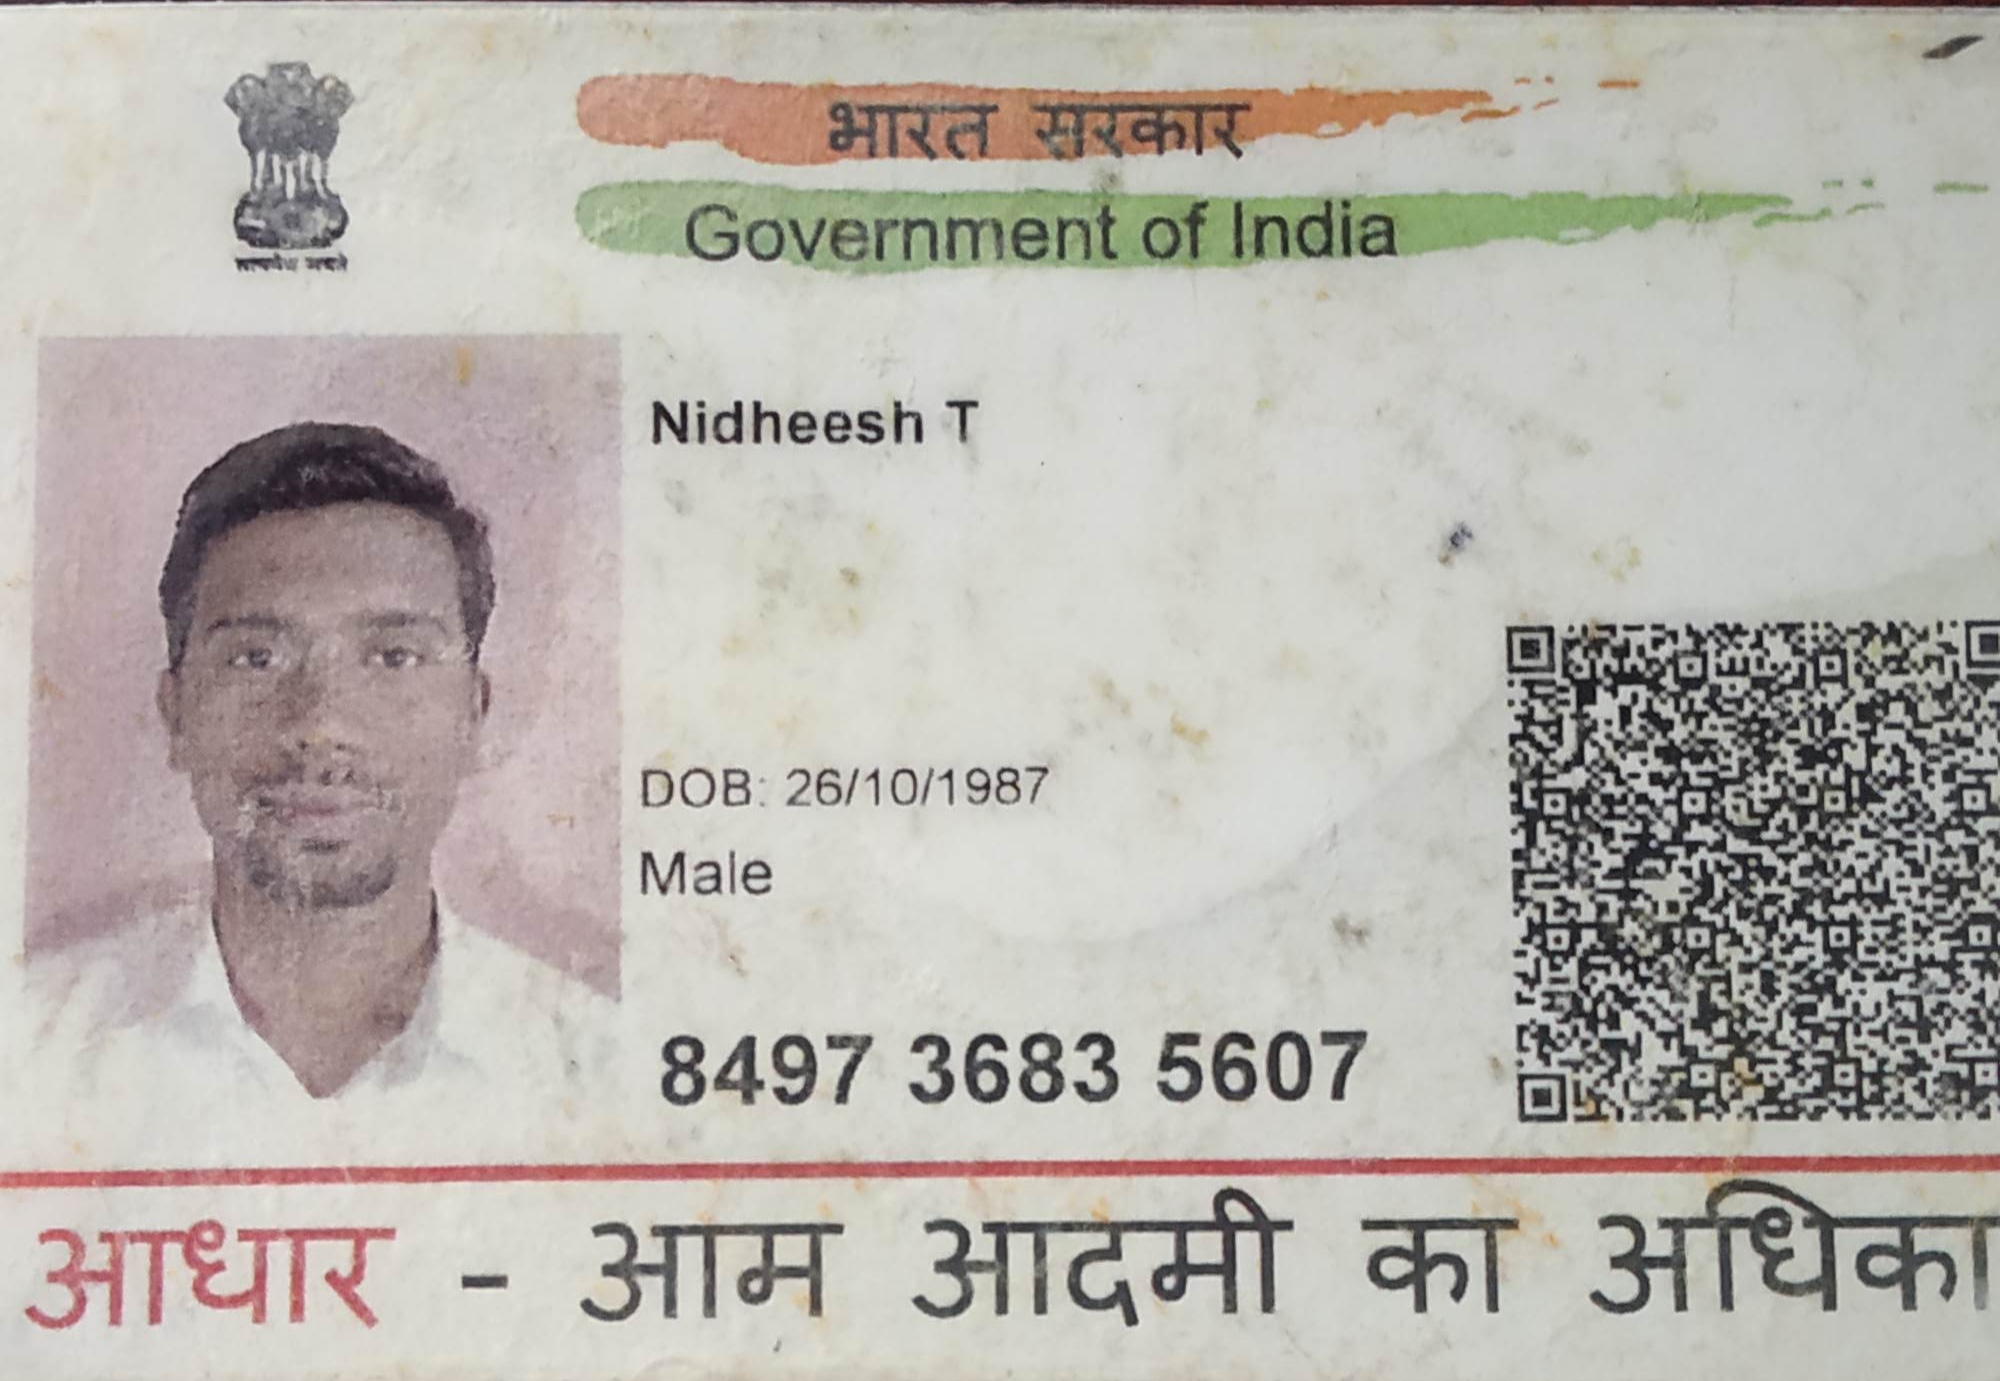 भारत सरकार
Government of India
सत्यमेव जयते
Nidheesh T
DOB: 26/10/1987
Male
8497 3683 5607
आधार - आम आदमी का अधिका